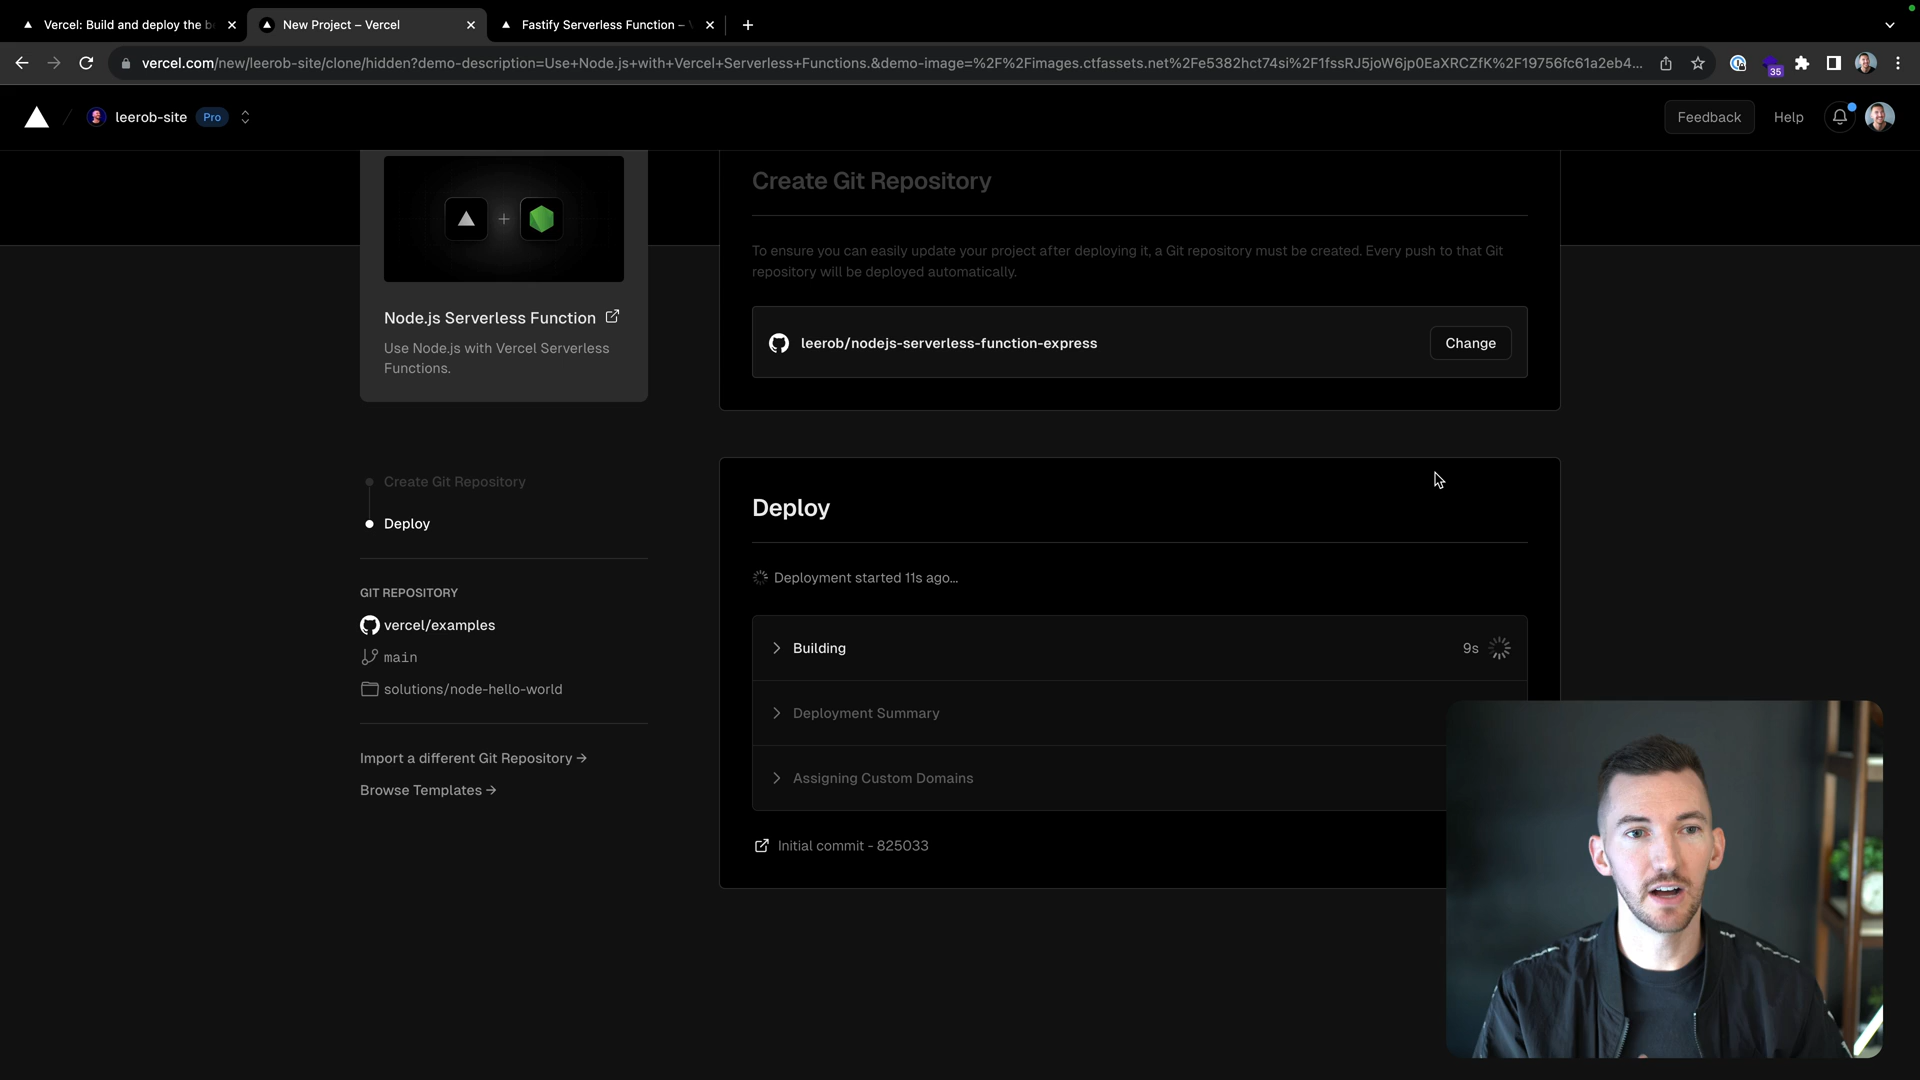 Vercel: Build and deploy the b
New Project – Vercel
Fastify Serverless Function –
vercel.com/new/leerob-site/clone/hidden?demo-description=Use+Node.js+with+Vercel+Serverless+Functions.&demo-image=%2F%2Fimages.ctfassets.net%2Fe5382hct74si%2F1fssRJ5joW6jp0EaXRCZfK%2F19756fc61a2eb4...
35
leerob-site
Pro
Feedback
Help
Node.js Serverless Function
Use Node.js with Vercel Serverless
Functions.
Create Git Repository
Deploy
GIT REPOSITORY
vercel/examples
main
solutions/node-hello-world
Import a different Git Repository →
Browse Templates →
Create Git Repository
To ensure you can easily update your project after deploying it, a Git repository must be created. Every push to that Git
repository will be deployed automatically.
leerob/nodejs-serverless-function-express
Change
Deploy
Deployment started 11s ago...
Building
9s
Deployment Summary
Assigning Custom Domains
Initial commit - 825033